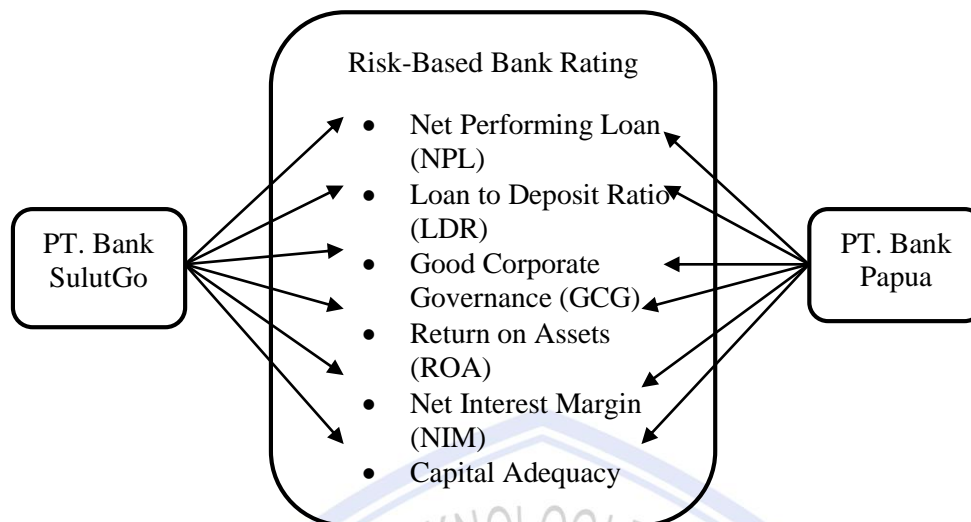 Risk-Based Bank Rating
• Net Performing Loan
(NPL)
• Loan to Deposit Ratio
(LDR)
• Good Corporate
Governance (GCG)
• Return on Assets
(ROA)
• Net Interest Margin
(NIM)
• Capital Adequacy
PT. Bank
SulutGo
PT. Bank
Papua